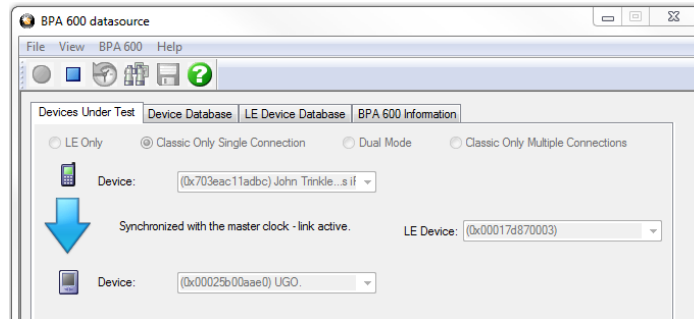 BPA 600 datasource
File View BPA 600 Help
Devices Under Test Device Database LE Device Database BPA 600 Information
LE Only Classic Only Single Connection Dual Mode Classic Only Multiple Connections
Device: (0x703eac11adbc) John Trinkle...s iF
Synchronized with the master clock - link active. LE Device: (0x00017d870003)
Device: (0x00025b00aae0) UGO.